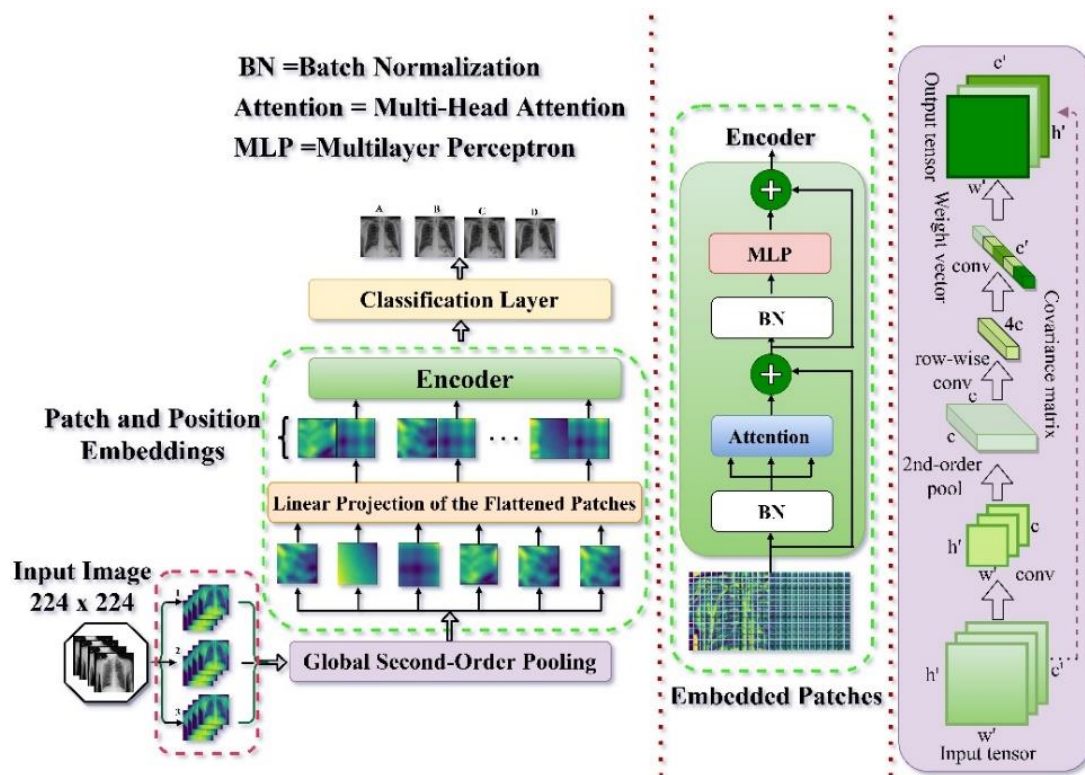 BN =Batch Normalization
Attention = Multi-Head Attention
MLP =Multilayer Perceptron
A B C D
Classification Layer
Encoder
Patch and Position
Embeddings
Linear Projection of the Flattened Patches
Input Image
224 x 224
1
2
3
Global Second-Order Pooling
Encoder
MLP
BN
Attention
BN
Embedded Patches
c'
Output tensor
h'
w'
Weight vector
c'
conv
4c
row-wise
conv
Covariance matrix
c
c
2nd-order
pool
c
h'
w'
conv
h'
c'
w'
Input tensor